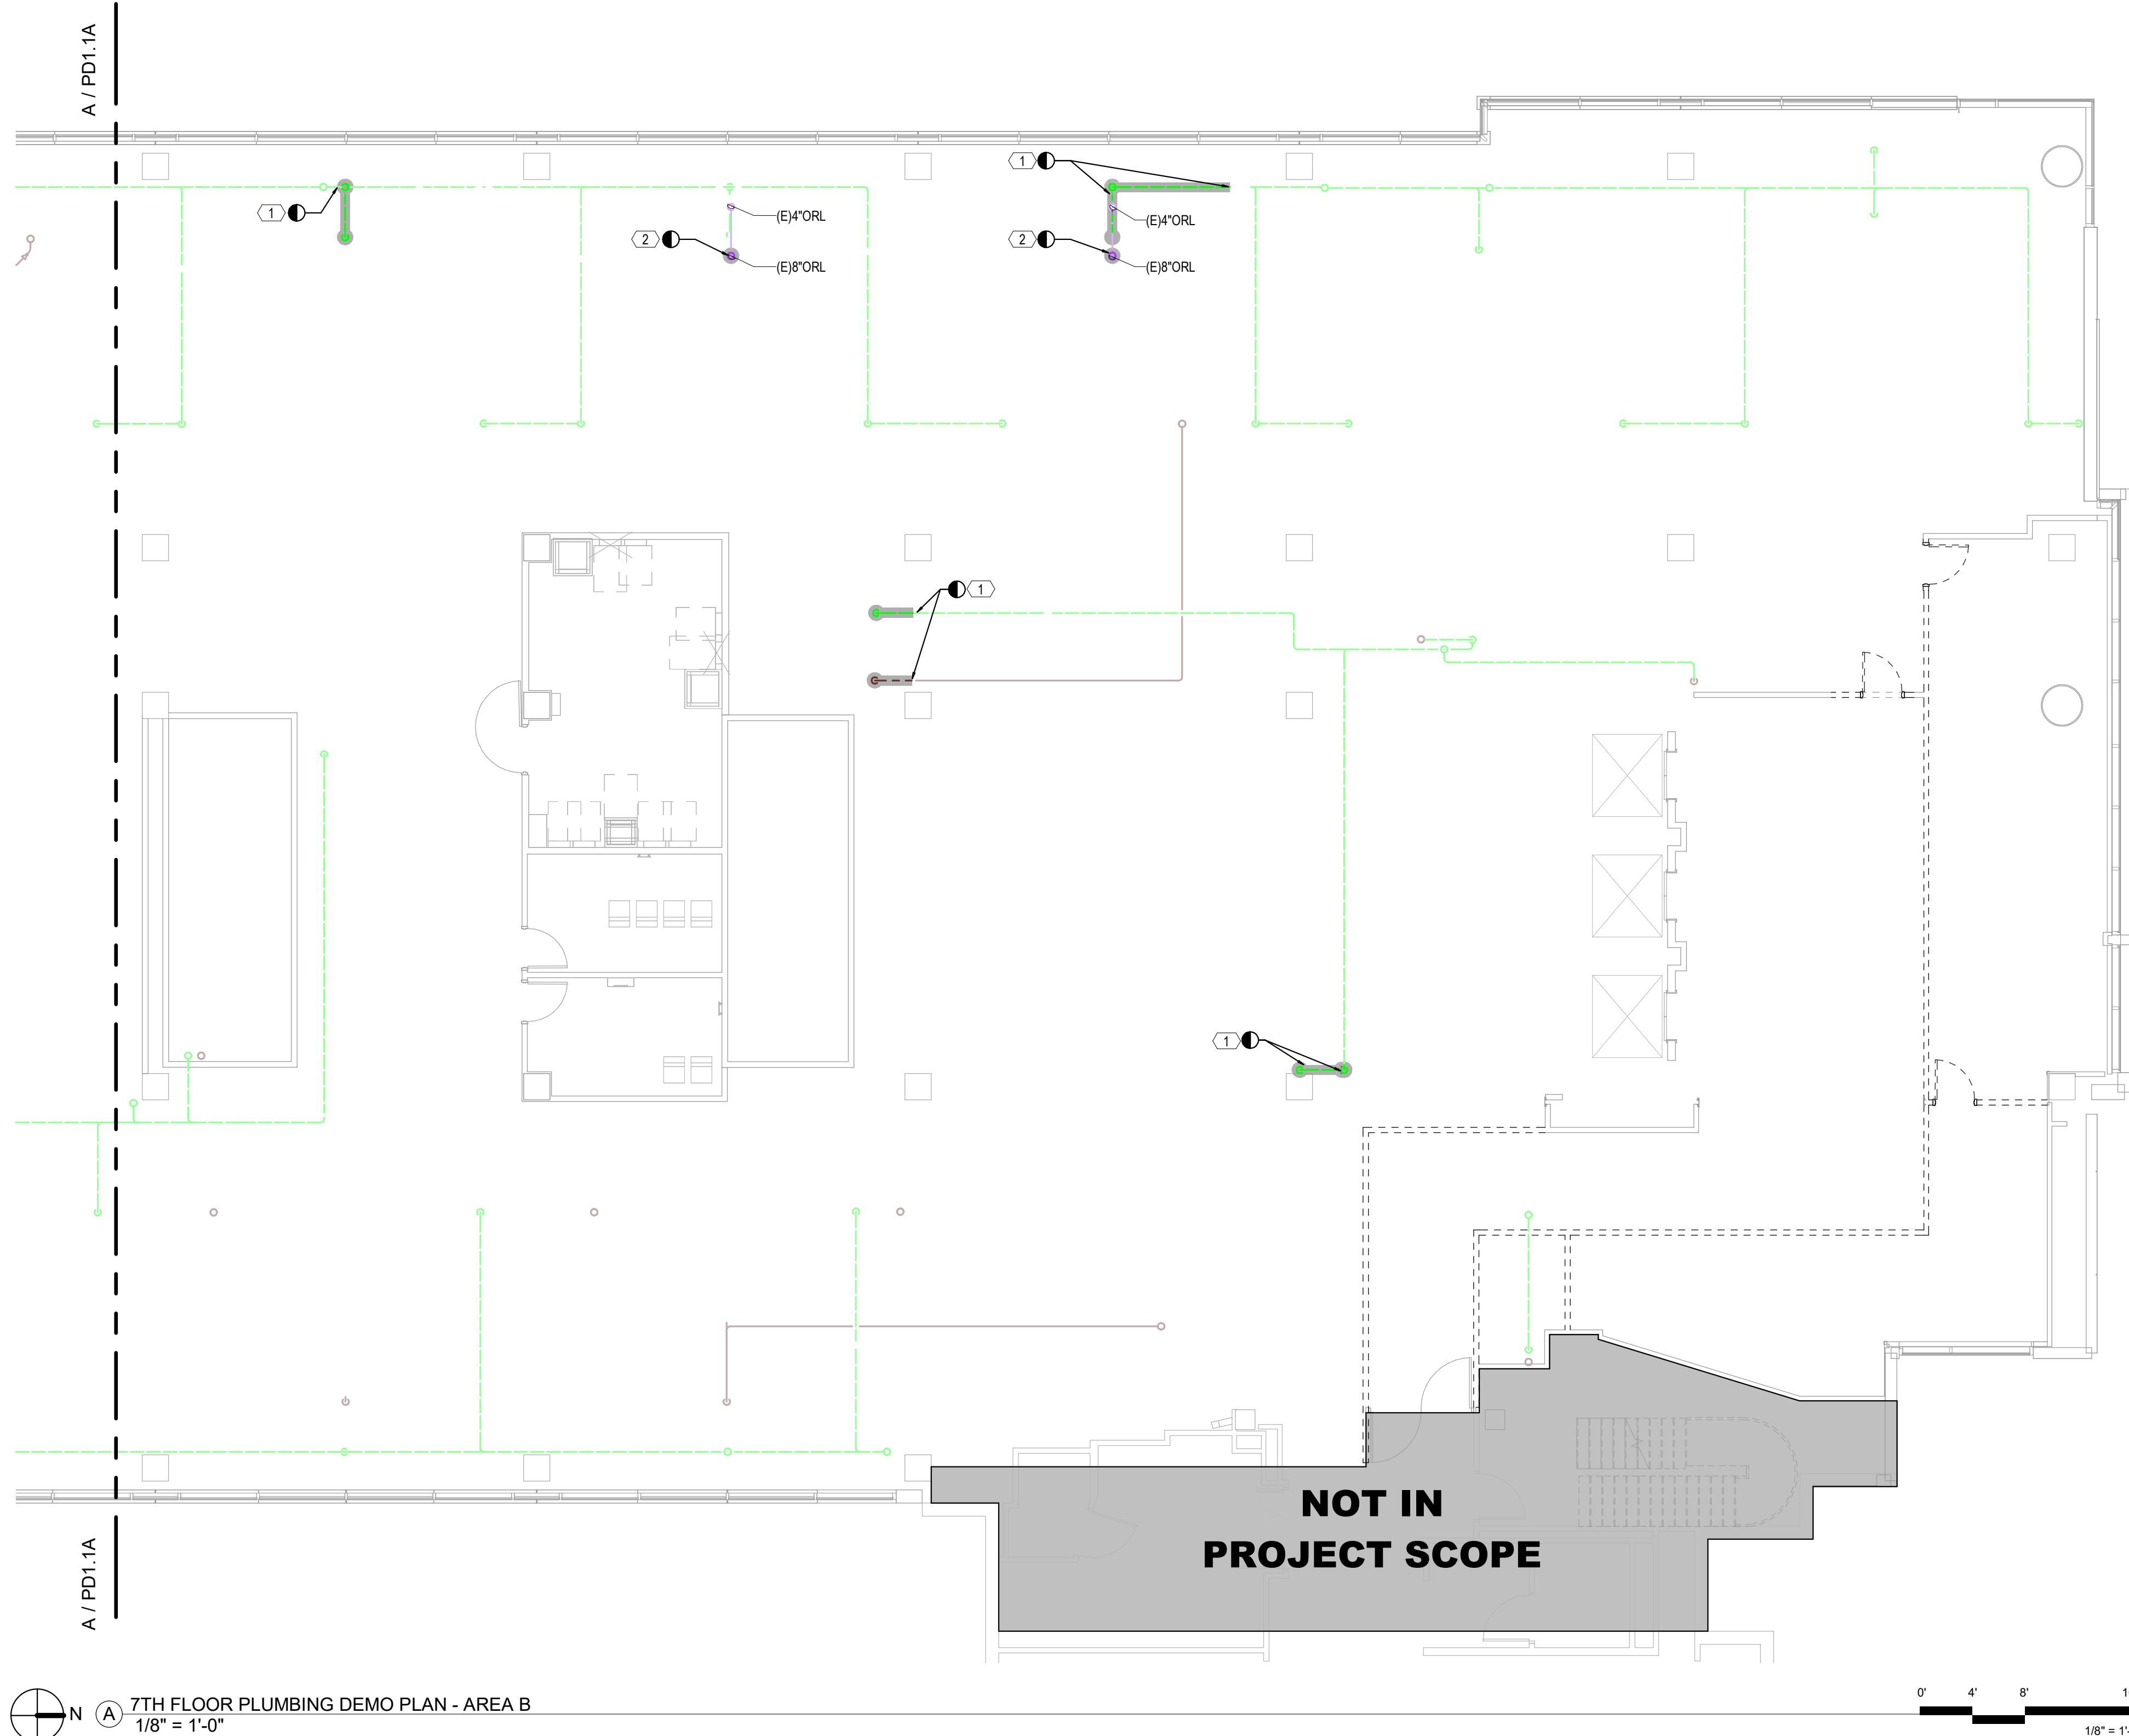 A / PD1.1A
1
1
2
(E)4"ORL
(E)4"ORL
2
(E)8"ORL
(E)8"ORL
1
1
NOT IN
PROJECT SCOPE
A / PD1.1A
N
A
7TH FLOOR PLUMBING DEMO PLAN - AREA B
1/8" = 1'-0"
0' 4' 8'